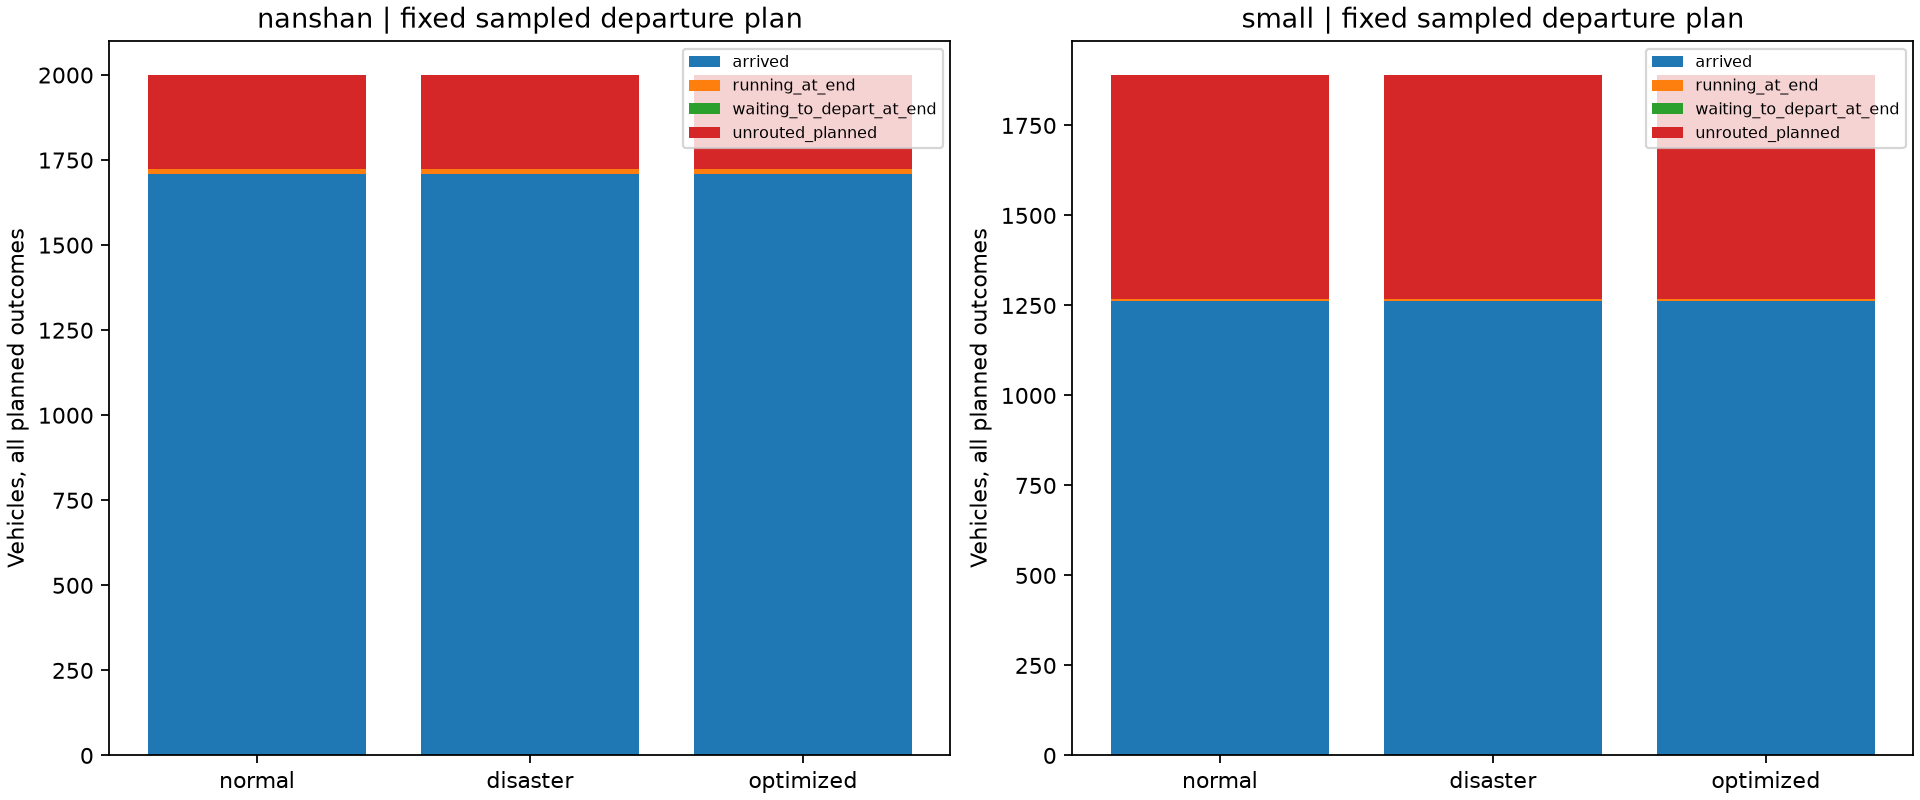 nanshan | fixed sampled departure plan
Vehicles, all planned outcomes
2000
1750
1500
1250
1000
750
500
250
0
normal
disaster
optimized
arrived
running_at_end
waiting_to_depart_at_end
unrouted_planned
small | fixed sampled departure plan
Vehicles, all planned outcomes
1750
1500
1250
1000
750
500
250
0
normal
disaster
optimized
arrived
running_at_end
waiting_to_depart_at_end
unrouted_planned